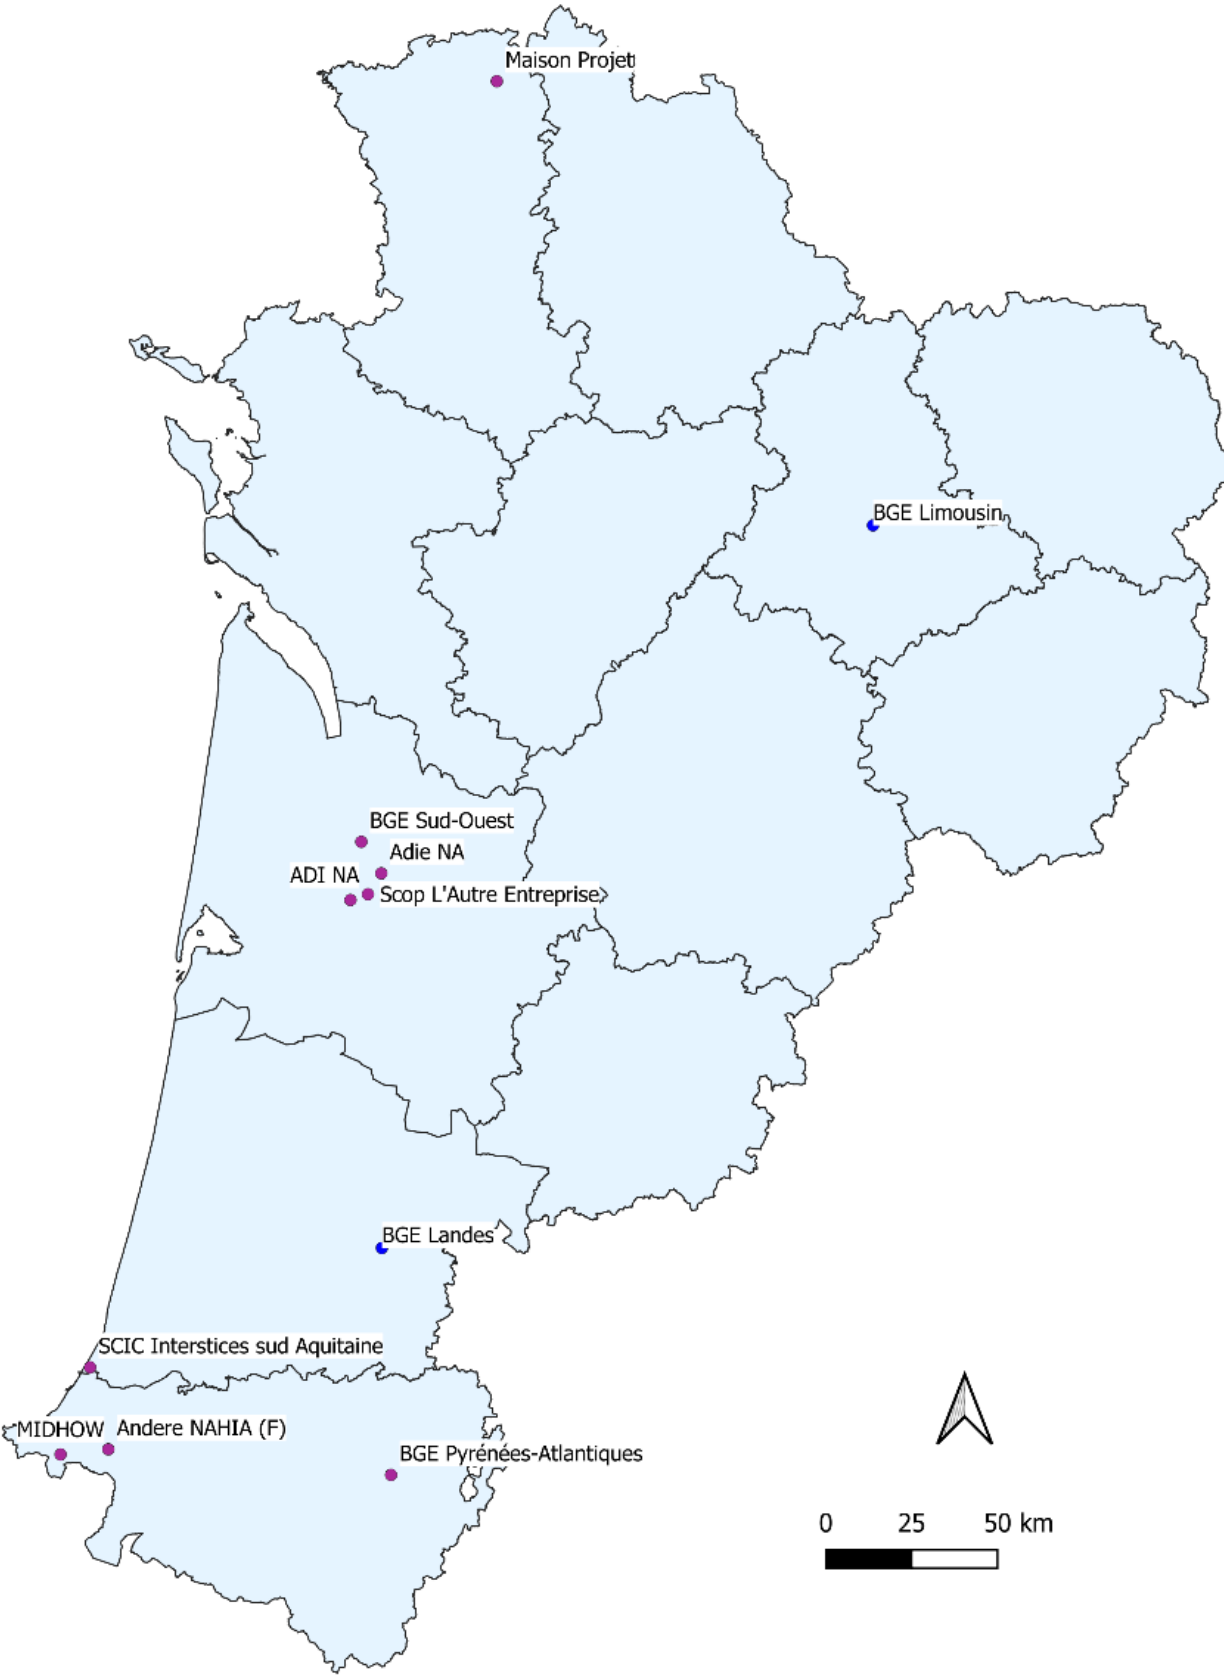 Maison Projet
BGE Limousin
BGE Sud-Ouest
Adie NA
ADI NA
Scop L'Autre Entreprise
BGE Landes
SCIC Interstices sud Aquitaine
MIDHOW
Andere NAHIA (F)
BGE Pyrénées-Atlantiques
0 25 50 km